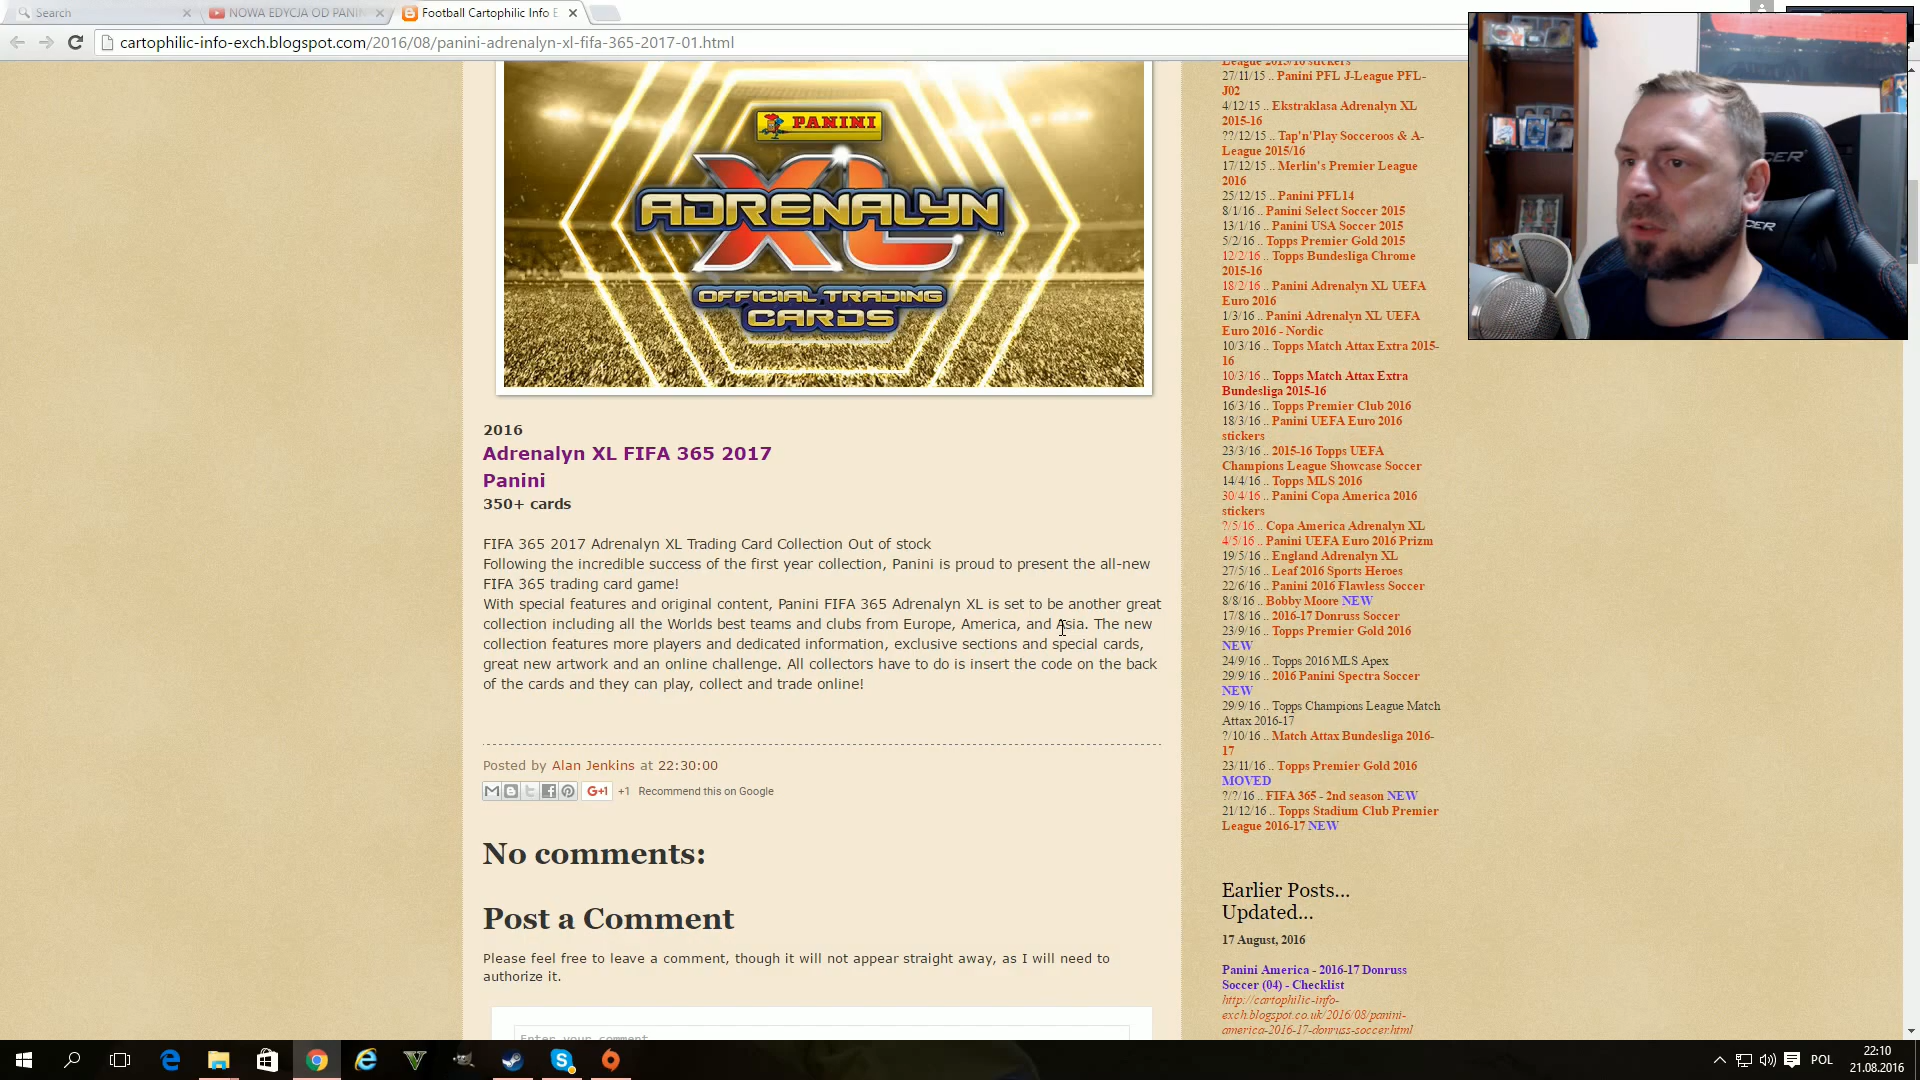 Search
NOWA EDYCJA OD PANIN
Football Cartophilic Info E
cartophilic-info-exch.blogspot.com/2016/08/panini-adrenalyn-xl-fifa-365-2017-01.html
PANINI
ADRENALYN
XL
OFFICIAL TRADING
CARDS
2016
Adrenalyn XL FIFA 365 2017
Panini
350+ cards
FIFA 365 2017 Adrenalyn XL Trading Card Collection Out of stock
Following the incredible success of the first year collection, Panini is proud to present the all-new
FIFA 365 trading card game!
With special features and original content, Panini FIFA 365 Adrenalyn XL is set to be another great
collection including all the Worlds best teams and clubs from Europe, America, and Asia. The new
collection features more players and dedicated information, exclusive sections and special cards,
great new artwork and an online challenge. All collectors have to do is insert the code on the back
of the cards and they can play, collect and trade online!
Posted by Alan Jenkins at 22:30:00
G+1 +1 Recommend this on Google
No comments:
Post a Comment
Please feel free to leave a comment, though it will not appear straight away, as I will need to
authorize it.
Enter your comment
League 2015/16 stickers
27/11/15 .. Panini PFL J-League PFL-
J02
4/12/15 .. Ekstraklasa Adrenalyn XL
2015-16
??/12/15 .. Tap'n'Play Socceroos & A-
League 2015/16
17/12/15 .. Merlin's Premier League
2016
25/12/15 .. Panini PFL14
8/1/16 .. Panini Select Soccer 2015
13/1/16 .. Panini USA Soccer 2015
5/2/16 .. Topps Premier Gold 2015
12/2/16 .. Topps Bundesliga Chrome
2015-16
18/2/16 .. Panini Adrenalyn XL UEFA
Euro 2016
1/3/16 .. Panini Adrenalyn XL UEFA
Euro 2016 - Nordic
10/3/16 .. Topps Match Attax Extra 2015-
16
10/3/16 .. Topps Match Attax Extra
Bundesliga 2015-16
16/3/16 .. Topps Premier Club 2016
18/3/16 .. Panini UEFA Euro 2016
stickers
23/3/16 .. 2015-16 Topps UEFA
Champions League Showcase Soccer
14/4/16 .. Topps MLS 2016
30/4/16 .. Panini Copa America 2016
stickers
?/5/16 .. Copa America Adrenalyn XL
4/5/16 .. Panini UEFA Euro 2016 Prizm
19/5/16 .. England Adrenalyn XL
27/5/16 .. Leaf 2016 Sports Heroes
22/6/16 .. Panini 2016 Flawless Soccer
8/8/16 .. Bobby Moore NEW
17/8/16 .. 2016-17 Donruss Soccer
23/9/16 .. Topps Premier Gold 2016
NEW
24/9/16 .. Topps 2016 MLS Apex
29/9/16 .. 2016 Panini Spectra Soccer
NEW
29/9/16 .. Topps Champions League Match
Attax 2016-17
?/10/16 .. Match Attax Bundesliga 2016-
17
23/11/16 .. Topps Premier Gold 2016
MOVED
?/?/16 .. FIFA 365 - 2nd season NEW
21/12/16 .. Topps Stadium Club Premier
League 2016-17 NEW
Earlier Posts...
Updated...
17 August, 2016
Panini America - 2016-17 Donruss
Soccer (04) - Checklist
http://cartophilic-info-
exch.blogspot.co.uk/2016/08/panini-
america-2016-17-donruss-soccer.html
POL
22:10
21.08.2016